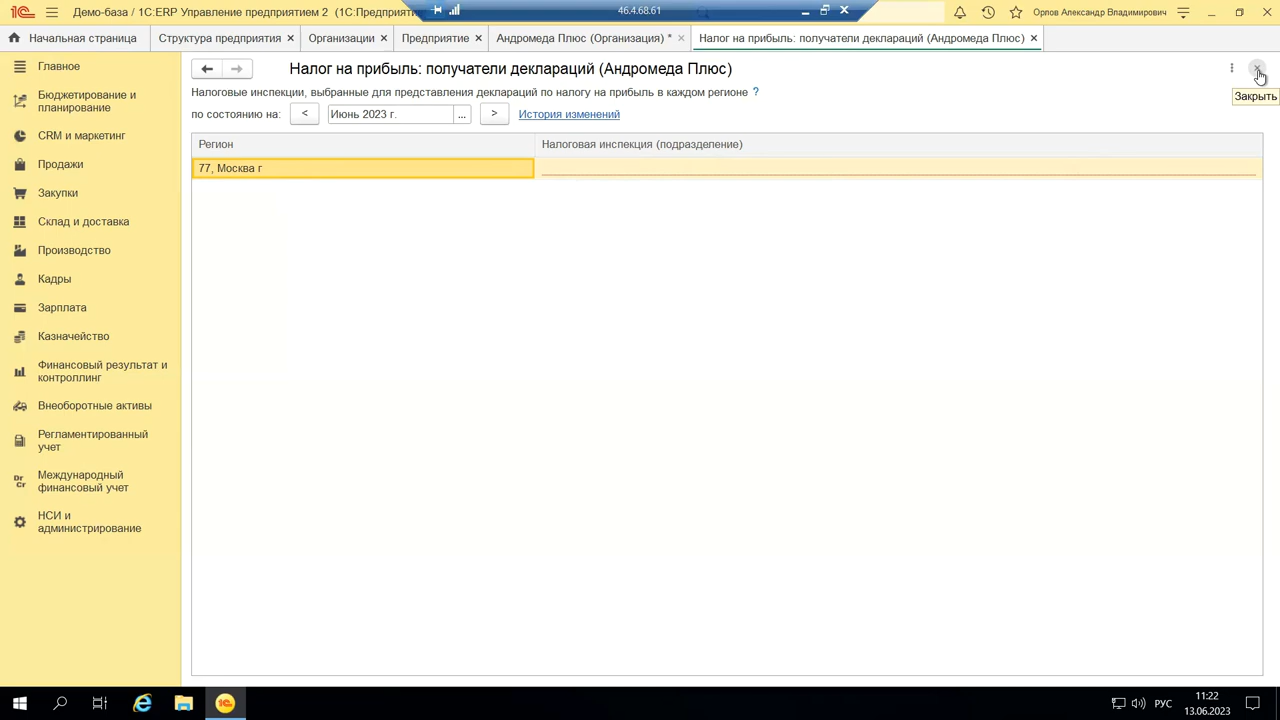 Демо-база / 1С:ERP Управление предприятием 2 (1С:Предприяти
46.4.68.61
Орлов Александр Владимирович
Начальная страница
Структура предприятия ×
Организации ×
Предприятие ×
Андромеда Плюс (Организация) * ×
Налог на прибыль: получатели деклараций (Андромеда Плюс) ×
Главное
Бюджетирование и
планирование
CRM и маркетинг
Продажи
Закупки
Склад и доставка
Производство
Кадры
Зарплата
Казначейство
Финансовый результат и
контроллинг
Внеоборотные активы
Регламентированный
учет
Международный
финансовый учет
НСИ и
администрирование
Налог на прибыль: получатели деклараций (Андромеда Плюс)
Закрыть
Налоговые инспекции, выбранные для представления деклараций по налогу на прибыль в каждом регионе ?
по состоянию на: < Июнь 2023 г. ... > История изменений
Регион
Налоговая инспекция (подразделение)
77, Москва г
РУС
11:22
13.06.2023